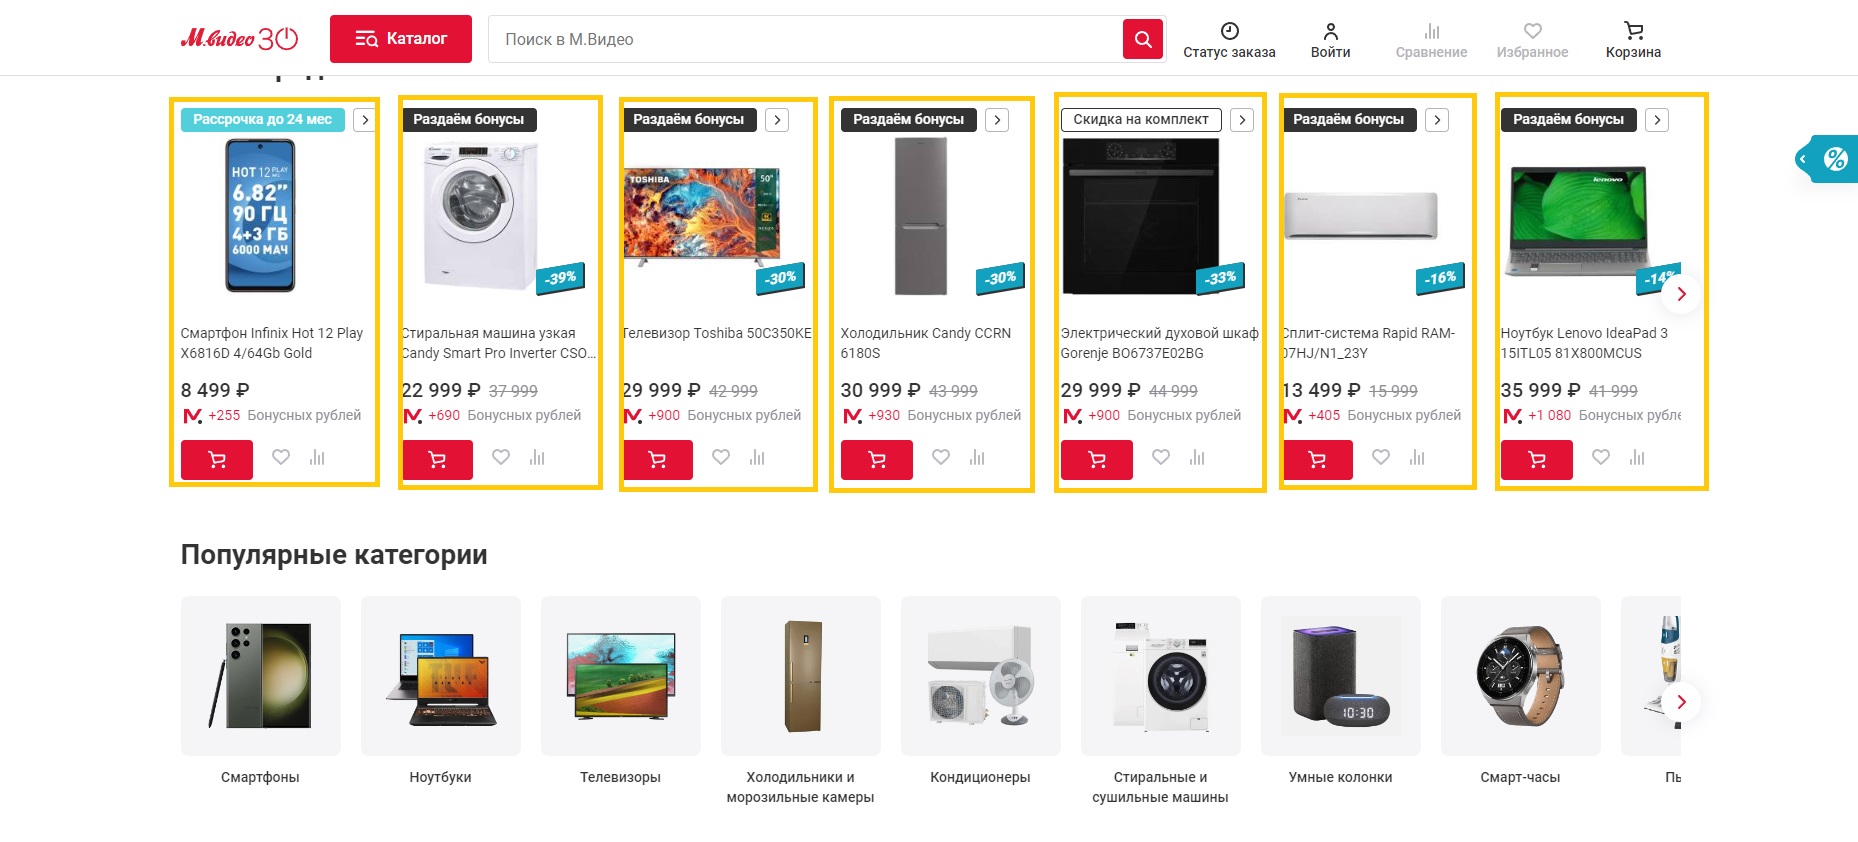 М.видео 30
Каталог
Поиск в М.Видео
Статус заказа
Войти
Сравнение
Избранное
Корзина
Рассрочка до 24 мес
HOT 12 PLAY
6.82”
90 ГЦ
4+3 ГБ
6000 МАЧ
Смартфон Infinix Hot 12 Play
X6816D 4/64Gb Gold
8 499 ₽
+255 Бонусных рублей
Раздаём бонусы
-39%
Стиральная машина узкая
Candy Smart Pro Inverter CSO...
22 999 ₽ 37 999
+690 Бонусных рублей
Раздаём бонусы
TOSHIBA
50"
-30%
Телевизор Toshiba 50C350KE
29 999 ₽ 42 999
+900 Бонусных рублей
Раздаём бонусы
-30%
Холодильник Candy CCRN
6180S
30 999 ₽ 43 999
+930 Бонусных рублей
Скидка на комплект
-33%
Электрический духовой шкаф
Gorenje BO6737E02BG
29 999 ₽ 44 999
+900 Бонусных рублей
Раздаём бонусы
-16%
Сплит-система Rapid RAM-
07HJ/N1_23Y
13 499 ₽ 15 999
+405 Бонусных рублей
Раздаём бонусы
lenovo
-14%
Ноутбук Lenovo IdeaPad 3
15ITL05 81X800MCUS
35 999 ₽ 41 999
+1 080 Бонусных рубле
%
Популярные категории
10:30
Смартфоны
Ноутбуки
Телевизоры
Холодильники и
морозильные камеры
Кондиционеры
Стиральные и
сушильные машины
Умные колонки
Смарт-часы